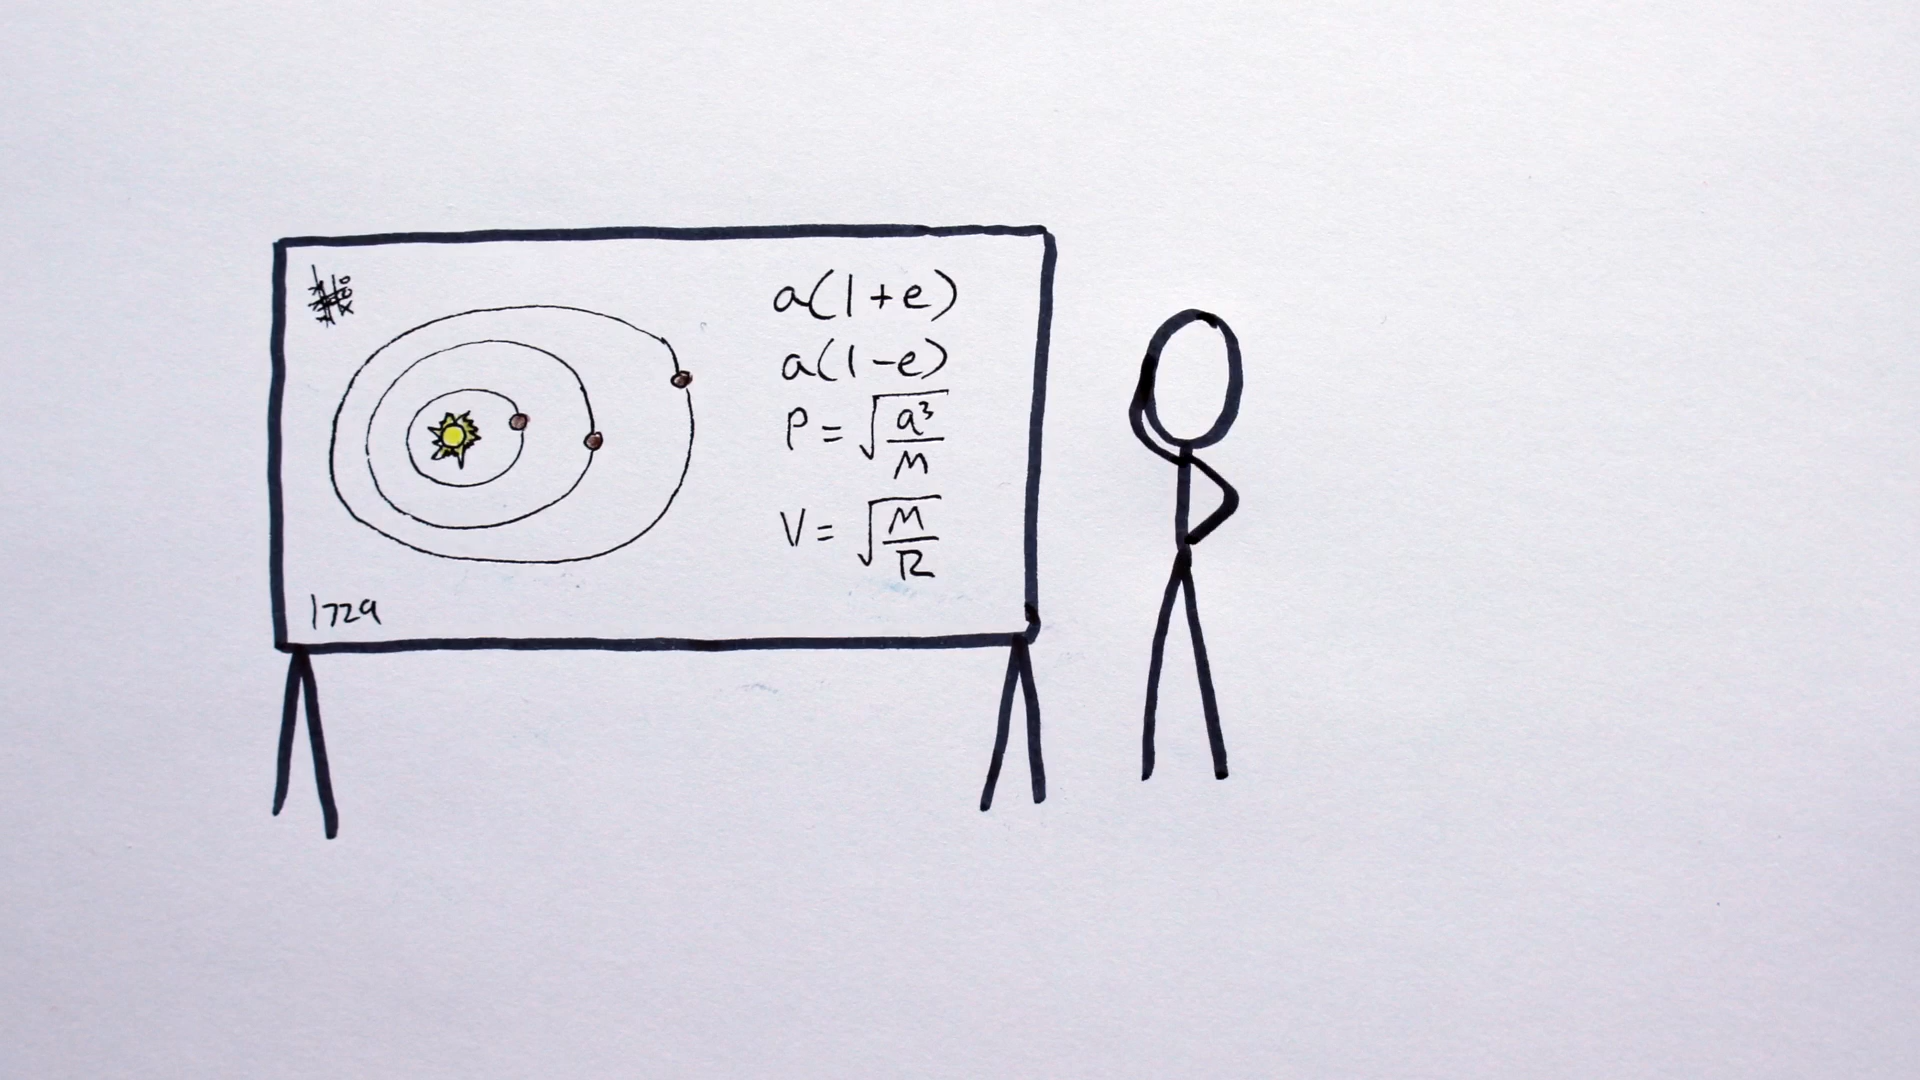 a(1+e)
a(1-e)
P = √(a³/M)
V = √(M/R)
1729